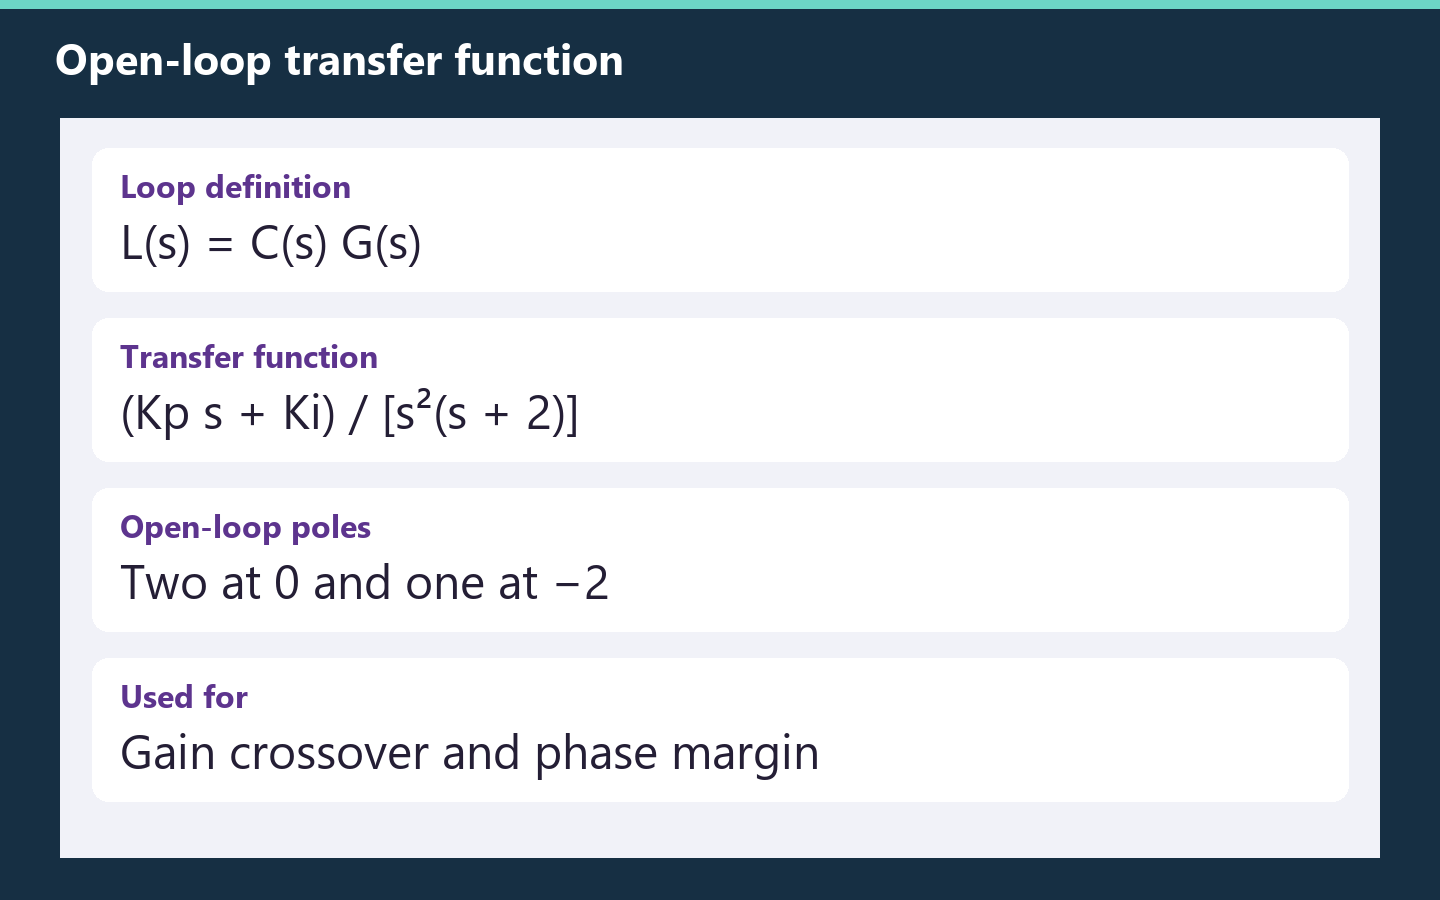 Open-loop transfer function
Loop definition
L(s) = C(s) G(s)
Transfer function
(Kp s + Ki) / [s²(s + 2)]
Open-loop poles
Two at 0 and one at −2
Used for
Gain crossover and phase margin